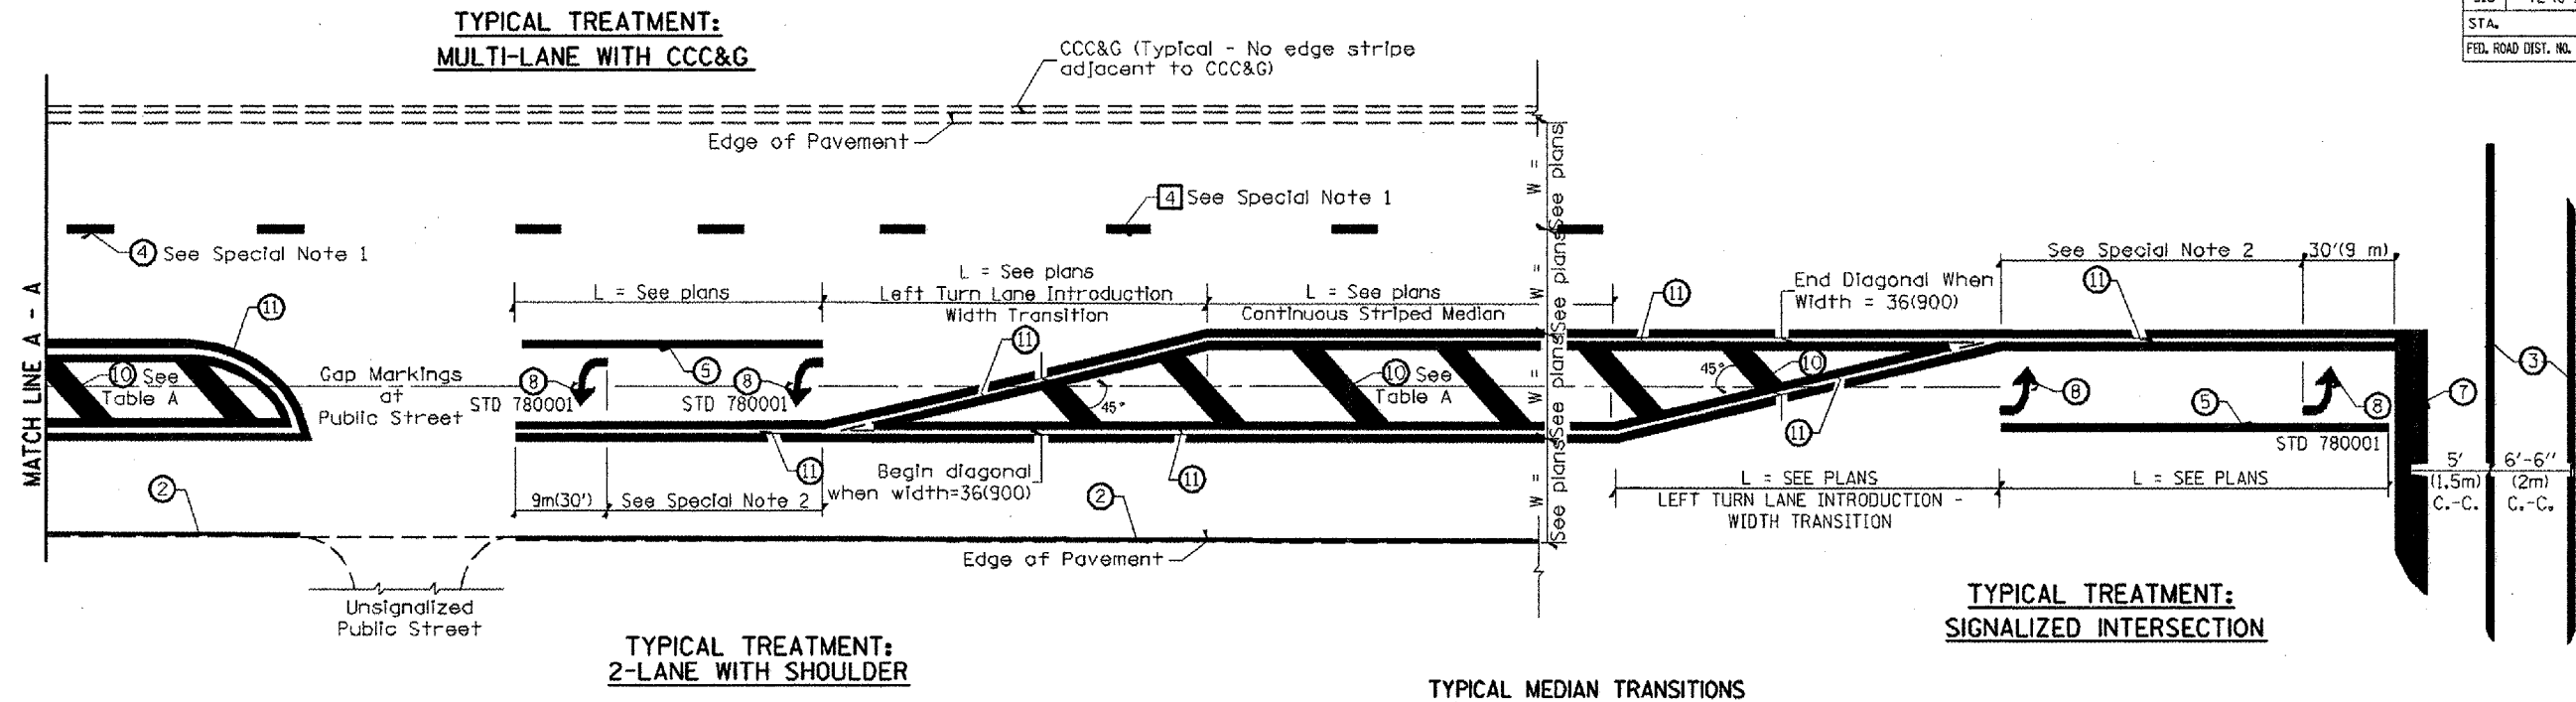 TYPICAL TREATMENT:
MULTI-LANE WITH CCC&G
CCC&G (Typical - No edge stripe
adjacent to CCC&G)
STA.
FED. ROAD DIST. NO.
Edge of Pavement
4 See Special Note 1
4 See Special Note 1
MATCH LINE A - A
11
10 See
Table A
Gap Markings
at
Public Street
L = See plans
L = See plans
Left Turn Lane Introduction
Width Transition
L = See plans
Continuous Striped Median
W = See plans
W = See plans
W = See plans
W = See plans
11
End Diagonal When
Width = 36(900)
See Special Note 2
30'(9 m)
11
11
5
8
STD 780001
8
STD 780001
45°
10 See
Table A
45°
10
8
8
5
STD 780001
7
3
11
Begin diagonal
when width=36(900)
11
11
2
9m(30')
See Special Note 2
2
Edge of Pavement
L = SEE PLANS
LEFT TURN LANE INTRODUCTION -
WIDTH TRANSITION
L = SEE PLANS
5'
(1.5m)
C.-C.
6'-6''
(2m)
C.-C.
Unsignalized
Public Street
TYPICAL TREATMENT:
2-LANE WITH SHOULDER
TYPICAL TREATMENT:
SIGNALIZED INTERSECTION
TYPICAL MEDIAN TRANSITIONS